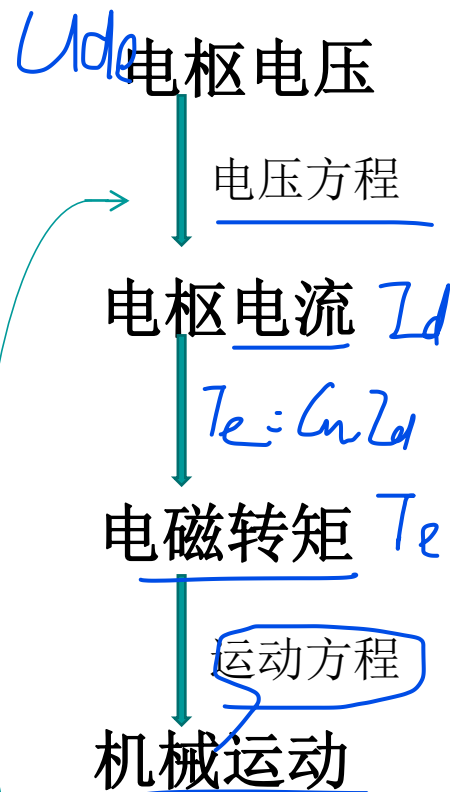 Ude 电枢电压
电压方程
电枢电流 Id
Te = Cm Id
电磁转矩 Te
运动方程
机械运动